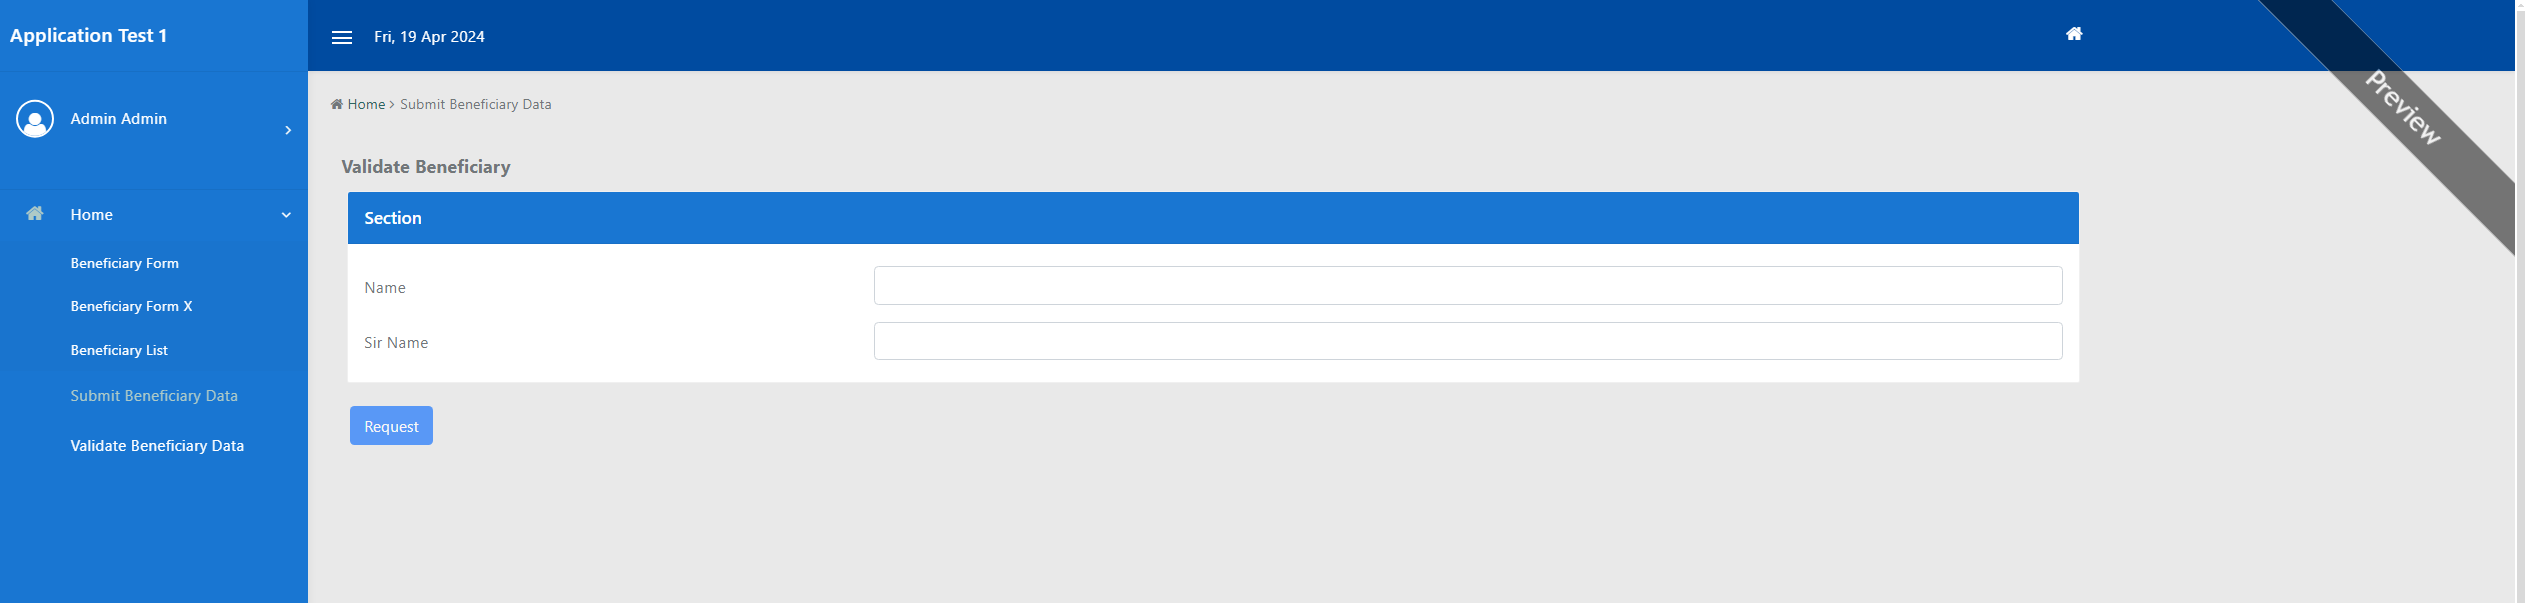 Application Test 1
Fri, 19 Apr 2024
Preview
Admin Admin
Home
Beneficiary Form
Beneficiary Form X
Beneficiary List
Submit Beneficiary Data
Validate Beneficiary Data
Home > Submit Beneficiary Data
Validate Beneficiary
Section
Name
Sir Name
Request